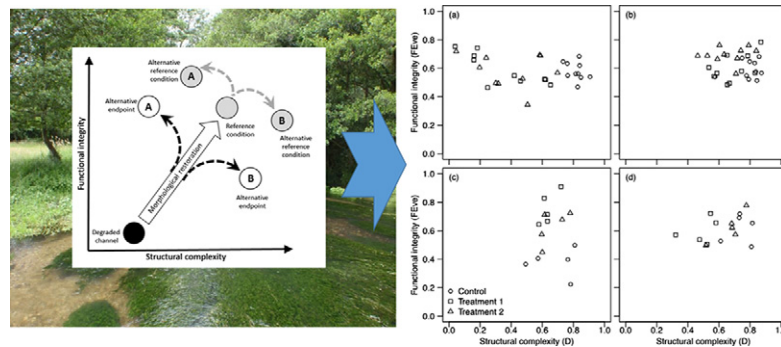 Functional integrity
Structural complexity
Alternative
reference
condition
A
Alternative
endpoint
A
Reference
condition
B
Alternative
reference
condition
Morphological restoration
B
Alternative
endpoint
Degraded
channel
(a)
Functional integrity (FEve)
1.0
0.8
0.6
0.4
0.2
0.0
(b)
(c)
Functional integrity (FEve)
1.0
0.8
0.6
0.4
0.2
0.0
Control
Treatment 1
Treatment 2
0.0 0.2 0.4 0.6 0.8 1.0
Structural complexity (D)
(d)
0.0 0.2 0.4 0.6 0.8 1.0
Structural complexity (D)